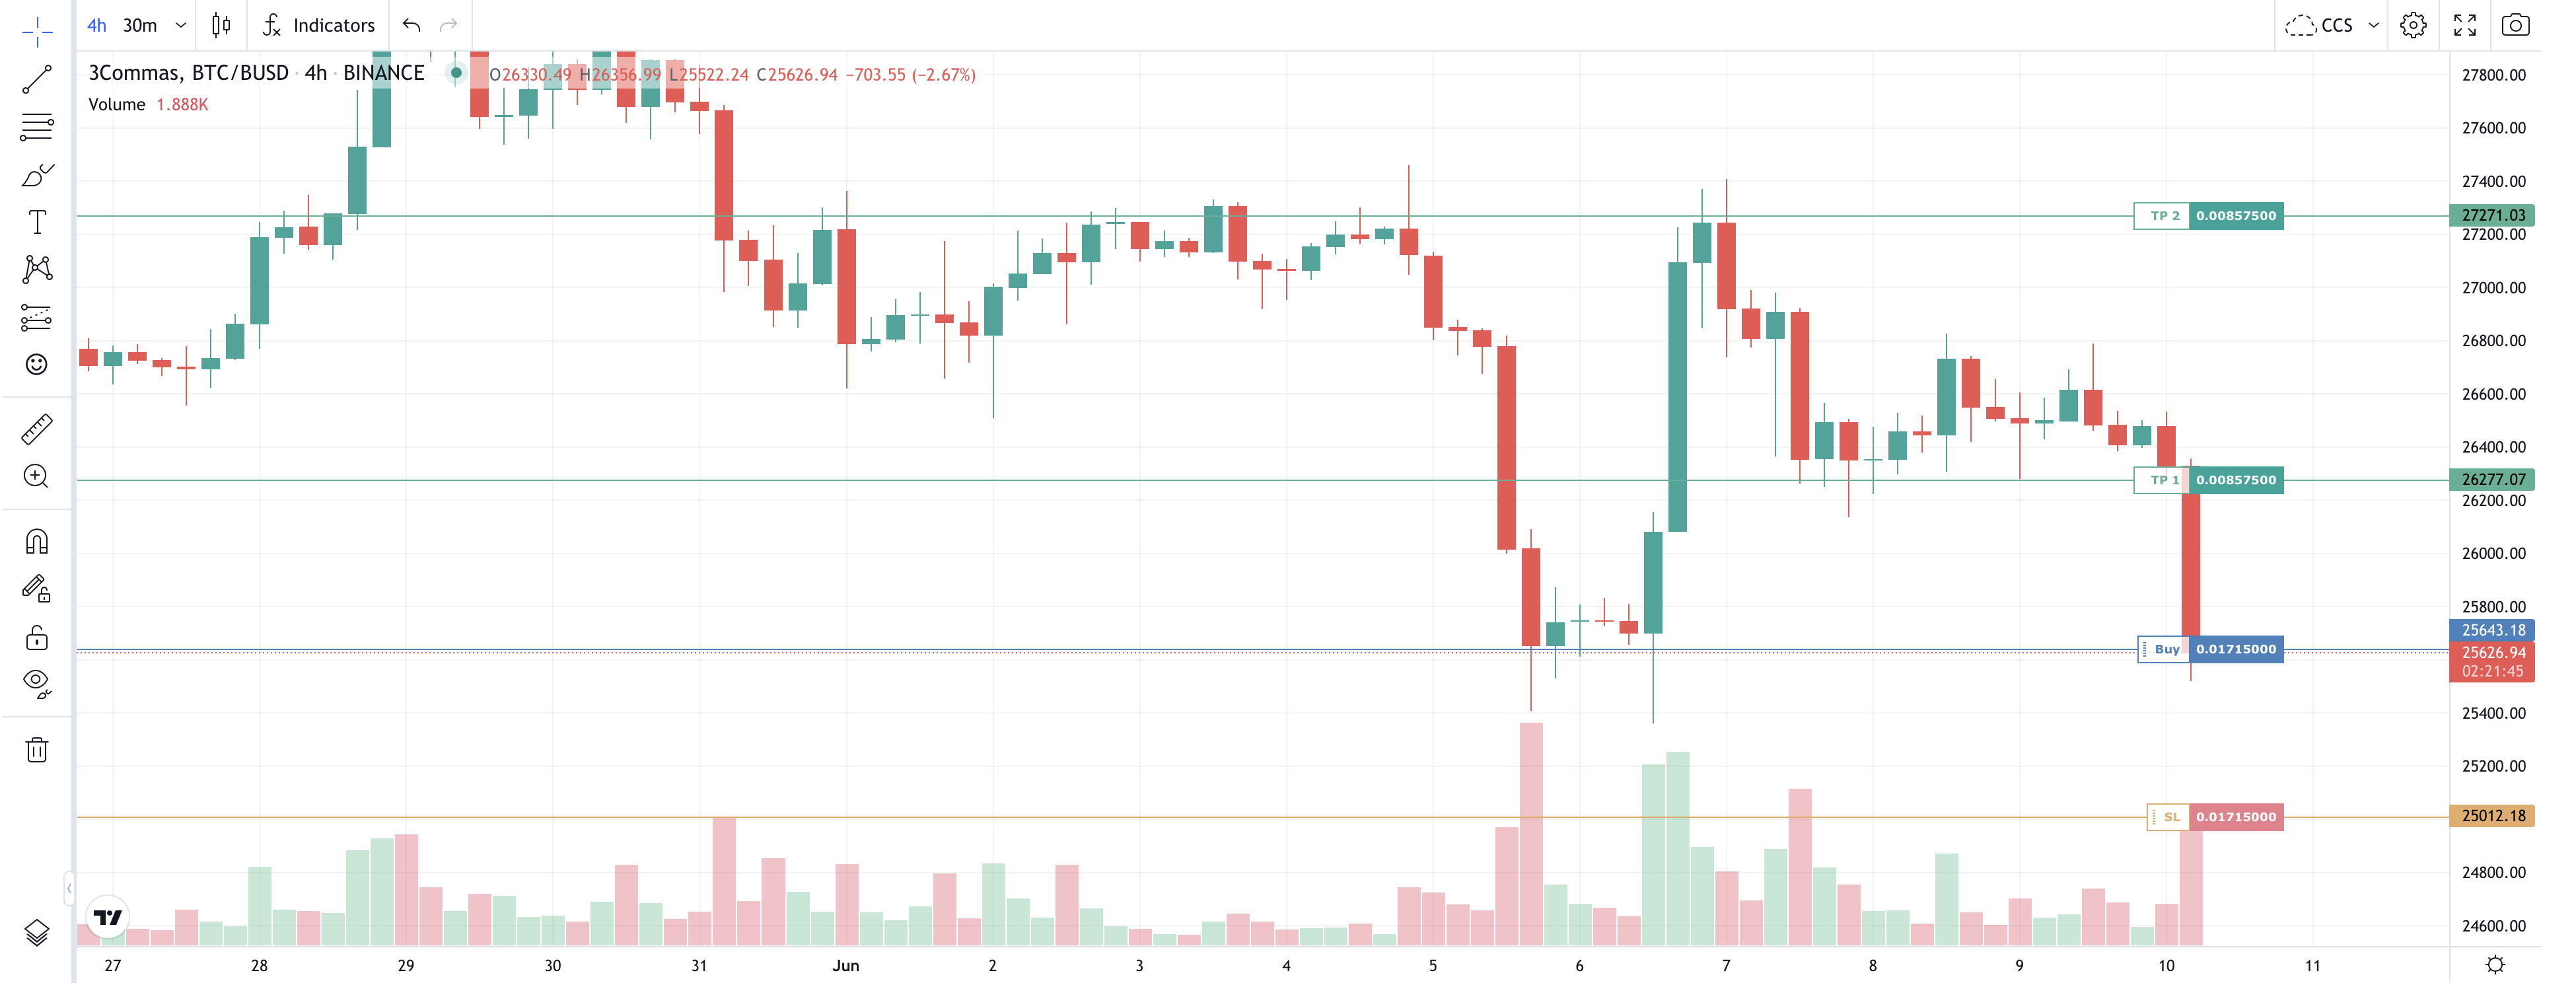 4h 30m Indicators CCS
3Commas, BTC/BUSD · 4h · BINANCE O26330.49 H26356.99 L25522.24 C25626.94 −703.55 (−2.67%)
Volume 1.888K
27800.00
27600.00
27400.00
TP 2 0.00857500 27271.03
27200.00
27000.00
26800.00
26600.00
26400.00
TP 1 0.00857500 26277.07
26200.00
26000.00
25800.00
25643.18
Buy 0.01715000 25626.94
02:21:45
25400.00
25200.00
SL 0.01715000 25012.18
24800.00
24600.00
27 28 29 30 31 Jun 2 3 4 5 6 7 8 9 10 11